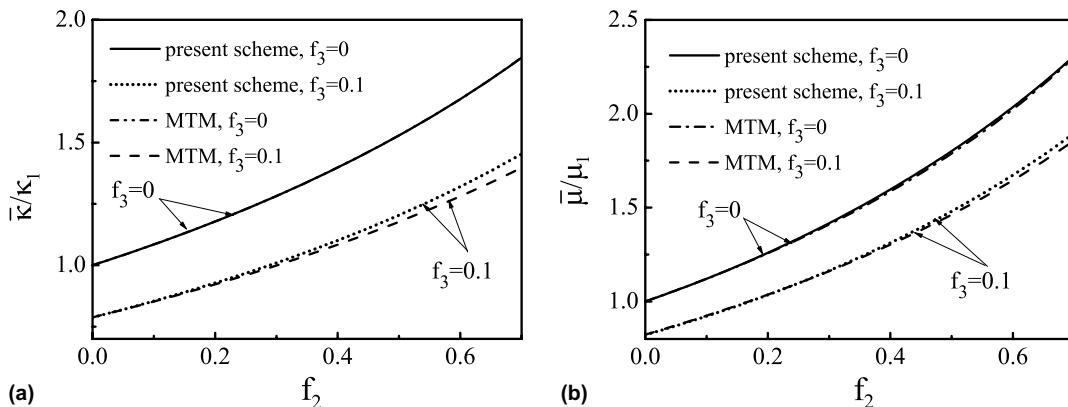 2.0
present scheme, f3=0
present scheme, f3=0.1
MTM, f3=0
MTM, f3=0.1
1.5
κ̄/κ1
f3=0
1.0
f3=0.1
0.0 0.2 0.4 0.6
(a) f2
2.5
present scheme, f3=0
present scheme, f3=0.1
MTM, f3=0
MTM, f3=0.1
2.0
μ̄/μ1
1.5
f3=0
f3=0.1
1.0
0.0 0.2 0.4 0.6
(b) f2